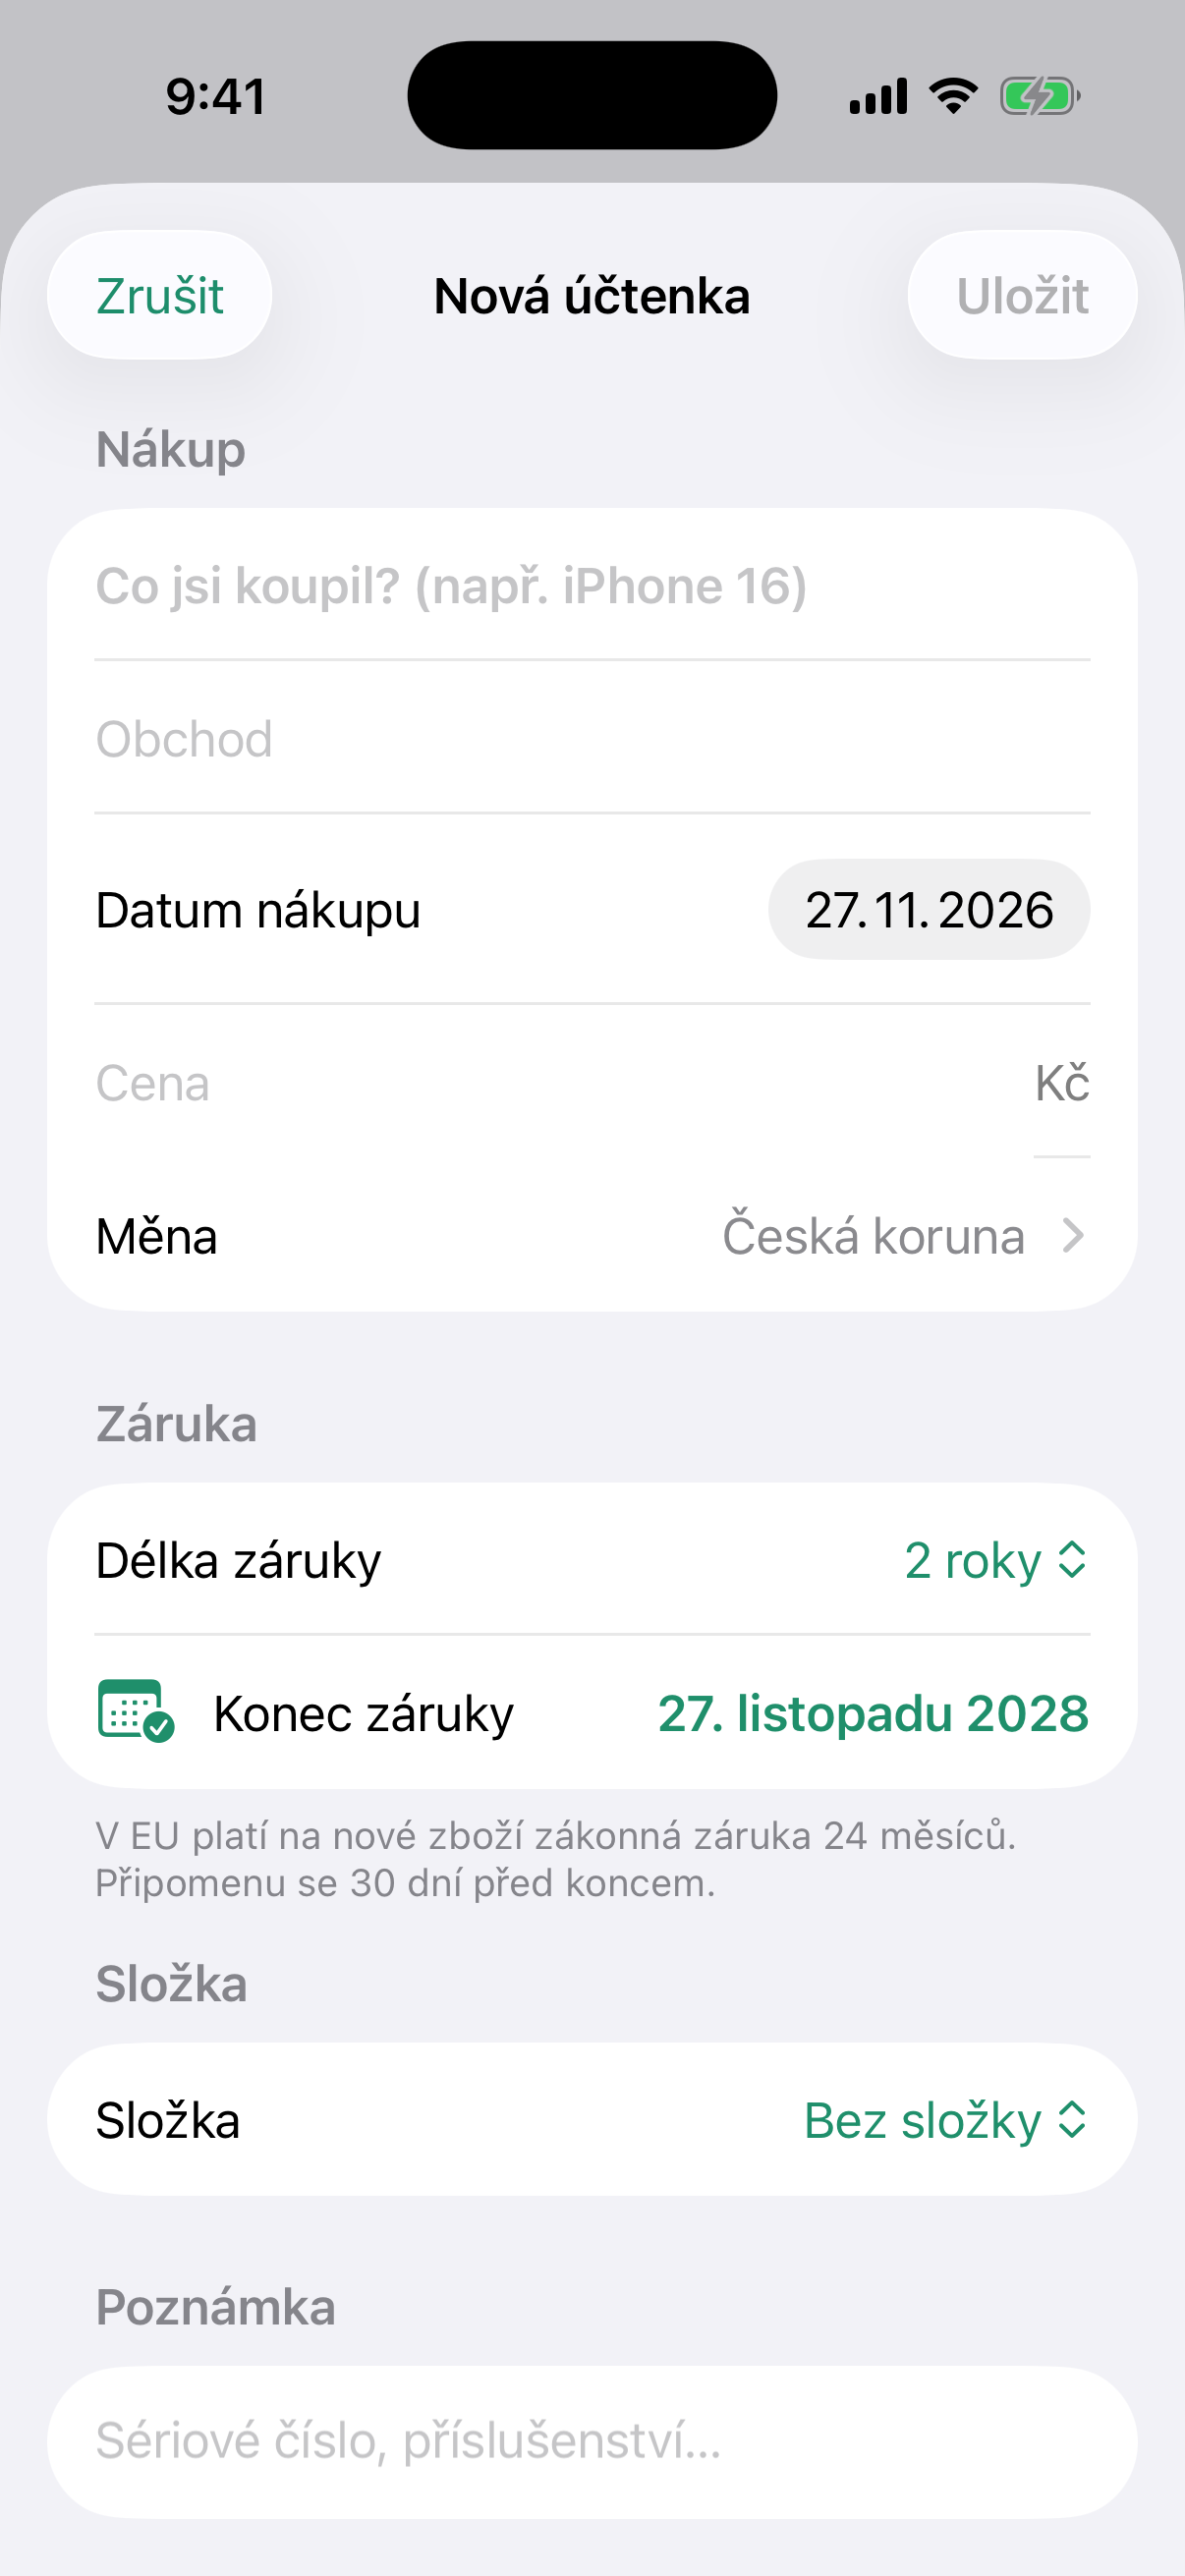 9:41
Zrušit
Nová účtenka
Uložit
Nákup
Co jsi koupil? (např. iPhone 16)
Obchod
Datum nákupu
27. 11. 2026
Cena
Kč
Měna
Česká koruna
Záruka
Délka záruky
2 roky
Konec záruky
27. listopadu 2028
V EU platí na nové zboží zákonná záruka 24 měsíců.
Připomenu se 30 dní před koncem.
Složka
Složka
Bez složky
Poznámka
Sériové číslo, příslušenství…